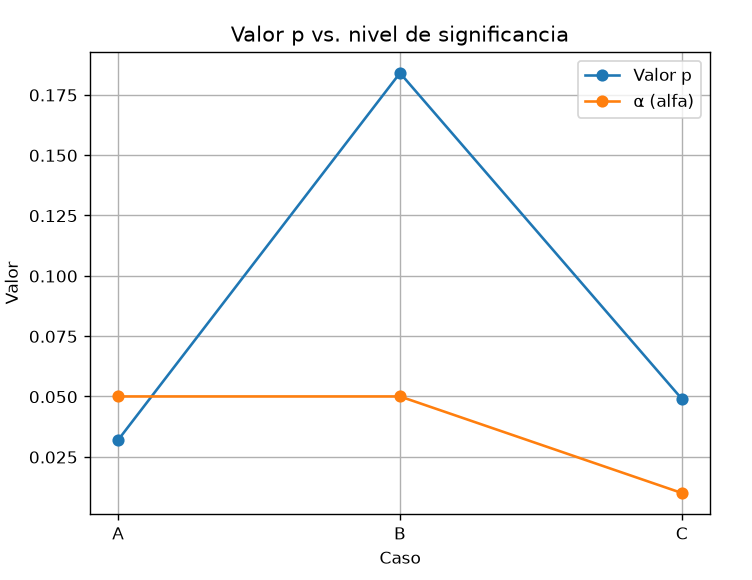 Valor p vs. nivel de significancia
Valor p
α (alfa)
0.175
0.150
0.125
0.100
0.075
0.050
0.025
Valor
A
B
C
Caso